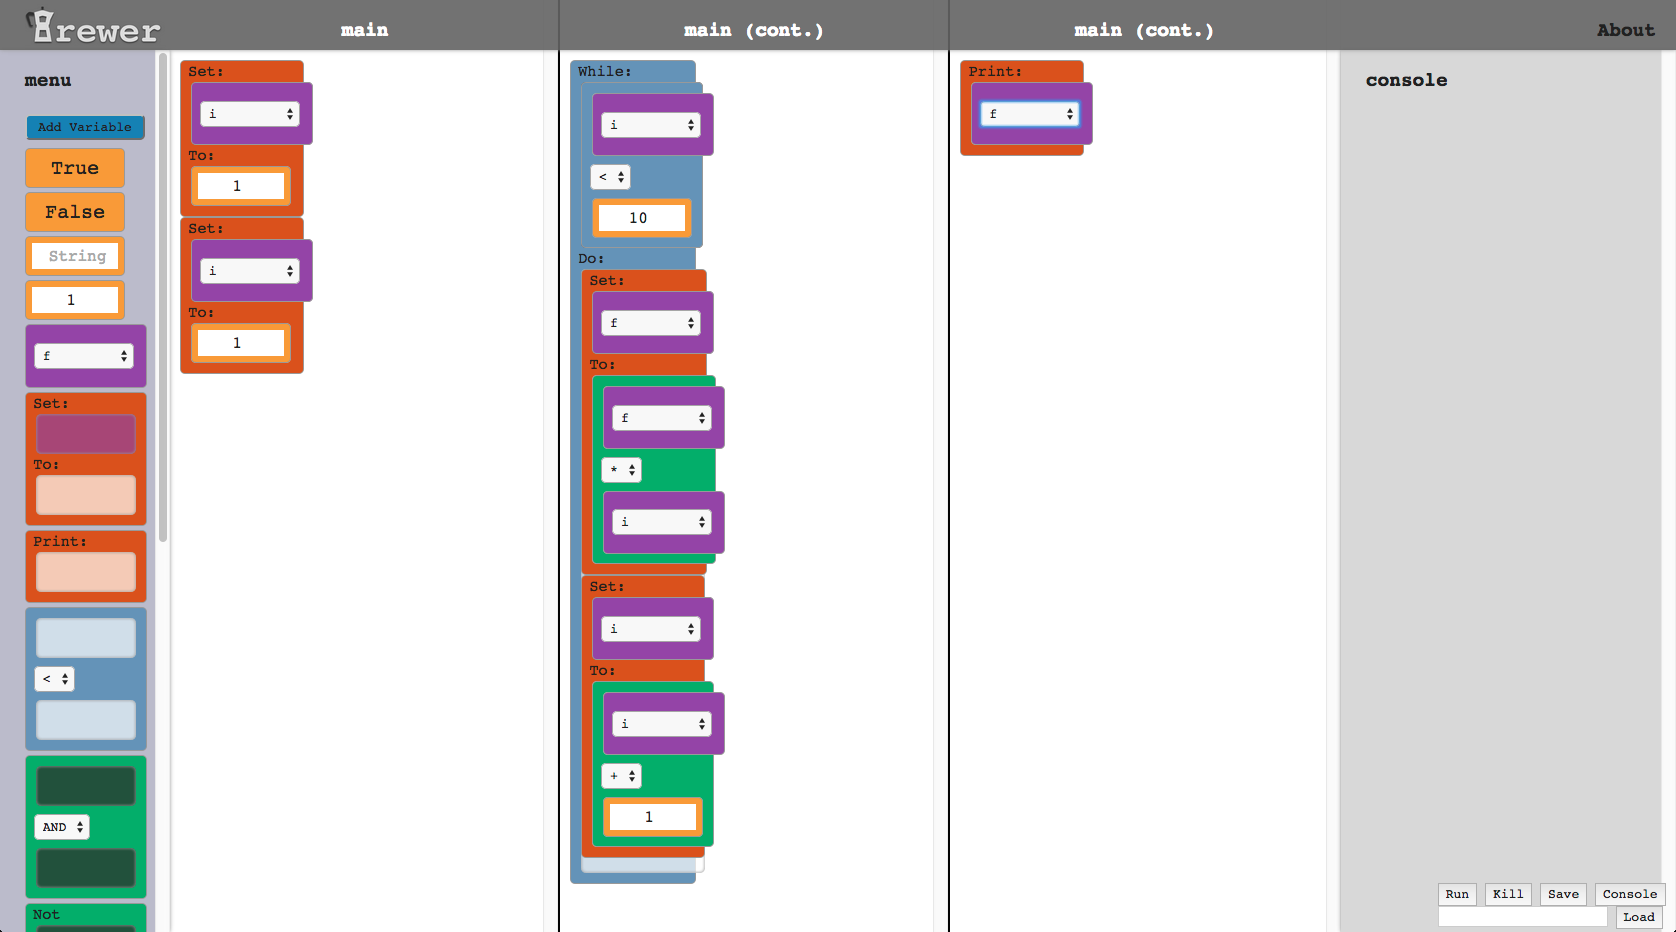 Brewer
main
main (cont.)
main (cont.)
About
menu
Add Variable
True
False
String
1
f
Set:
To:
Print:
<
AND
Not
Set:
i
To:
1
Set:
i
To:
1
While:
i
<
10
Do:
Set:
f
To:
f
*
i
Set:
i
To:
i
+
1
Print:
f
console
Run Kill Save Console
Load